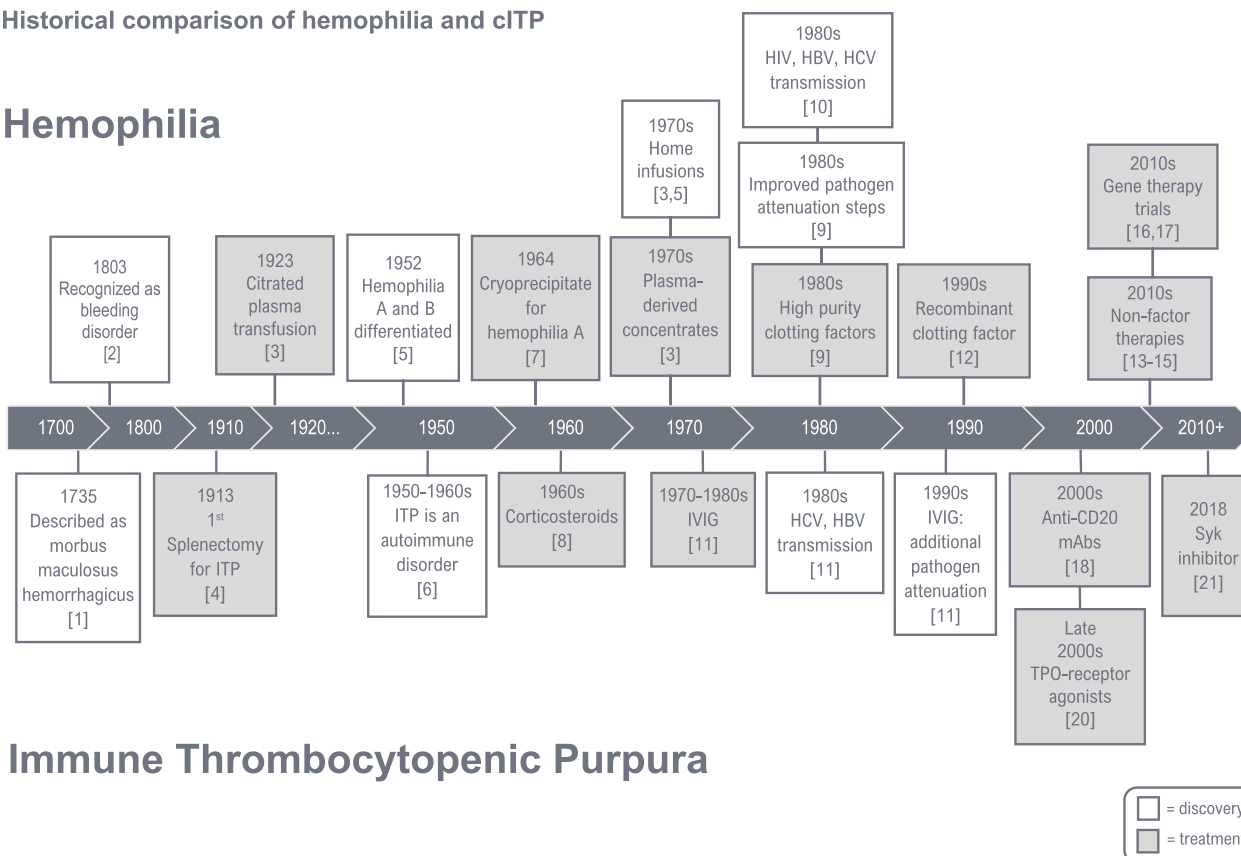 Historical comparison of hemophilia and cITP
Hemophilia
1980s
HIV, HBV, HCV
transmission
[10]
1970s
Home
infusions
[3,5]
1980s
Improved pathogen
attenuation steps
[9]
2010s
Gene therapy
trials
[16,17]
1803
Recognized as
bleeding
disorder
[2]
1923
Citrated
plasma
transfusion
[3]
1952
Hemophilia
A and B
differentiated
[5]
1964
Cryoprecipitate
for
hemophilia A
[7]
1970s
Plasma-
derived
concentrates
[3]
1980s
High purity
clotting factors
[9]
1990s
Recombinant
clotting factor
[12]
2010s
Non-factor
therapies
[13-15]
1700 1800 1910 1920... 1950 1960 1970 1980 1990 2000 2010+
1735
Described as
morbus
maculosus
hemorrhagicus
[1]
1913
1st
Splenectomy
for ITP
[4]
1950-1960s
ITP is an
autoimmune
disorder
[6]
1960s
Corticosteroids
[8]
1970-1980s
IVIG
[11]
1980s
HCV, HBV
transmission
[11]
1990s
IVIG:
additional
pathogen
attenuation
[11]
2000s
Anti-CD20
mAbs
[18]
Late
2000s
TPO-receptor
agonists
[20]
2018
Syk
inhibitor
[21]
Immune Thrombocytopenic Purpura
= discovery
= treatmen